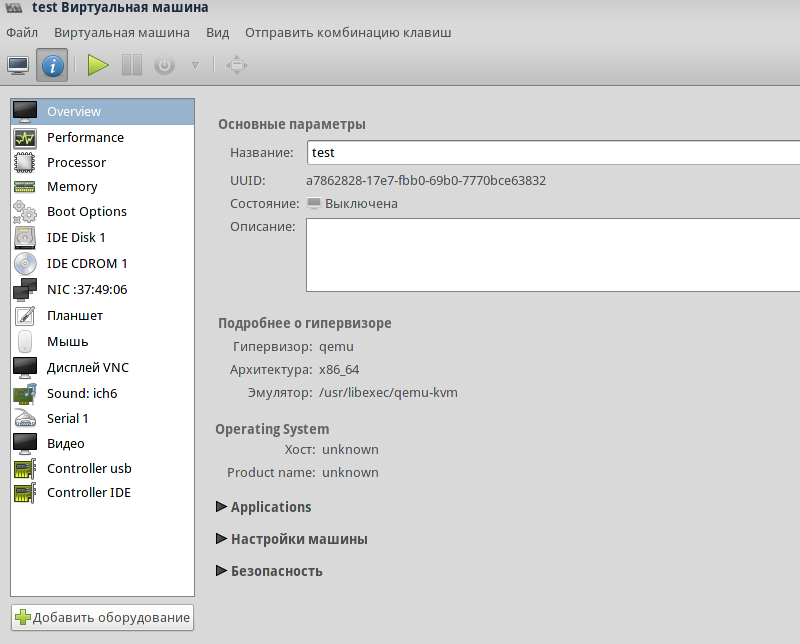 test Виртуальная машина
Файл Виртуальная машина Вид Отправить комбинацию клавиш
Overview
Performance
Processor
Memory
Boot Options
IDE Disk 1
IDE CDROM 1
NIC :37:49:06
Планшет
Мышь
Дисплей VNC
Sound: ich6
Serial 1
Видео
Controller usb
Controller IDE
Добавить оборудование
Основные параметры
Название: test
UUID: a7862828-17e7-fbb0-69b0-7770bce63832
Состояние: Выключена
Описание:
Подробнее о гипервизоре
Гипервизор: qemu
Архитектура: x86_64
Эмулятор: /usr/libexec/qemu-kvm
Operating System
Хост: unknown
Product name: unknown
Applications
Настройки машины
Безопасность